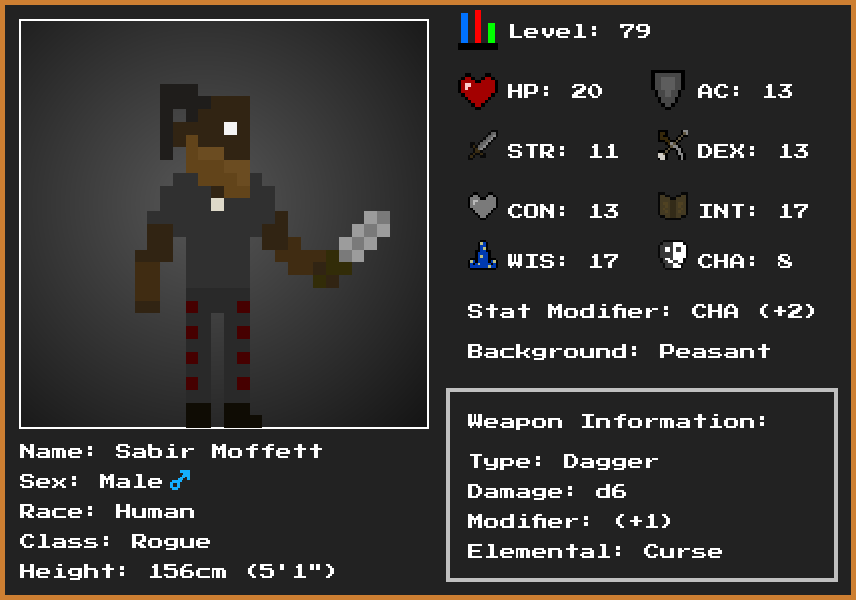 Level: 79
HP: 20
AC: 13
STR: 11
DEX: 13
CON: 13
INT: 17
WIS: 17
CHA: 8
Stat Modifier: CHA (+2)
Background: Peasant
Weapon Information:
Type: Dagger
Damage: d6
Modifier: (+1)
Elemental: Curse
Name: Sabir Moffett
Sex: Male♂
Race: Human
Class: Rogue
Height: 156cm (5'1")